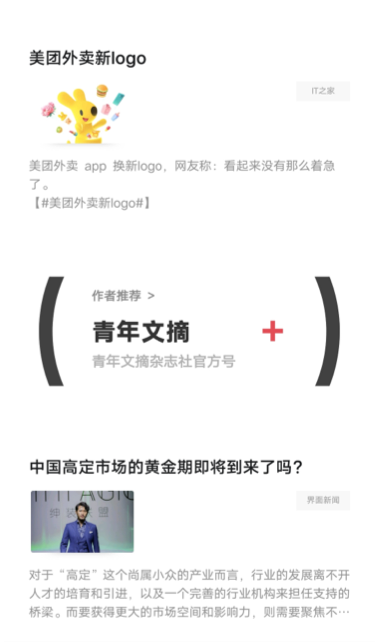 美团外卖新logo
IT之家
美团外卖 app 换新logo，网友称：看起来没有那么着急
了。
【#美团外卖新logo#】
作者推荐 >
青年文摘
青年文摘杂志社官方号
中国高定市场的黄金期即将到来了吗？
界面新闻
对于“高定”这个尚属小众的产业而言，行业的发展离不开
人才的培育和引进，以及一个完善的行业机构来担任支持的
桥梁。而要获得更大的市场空间和影响力，则需要聚焦不…